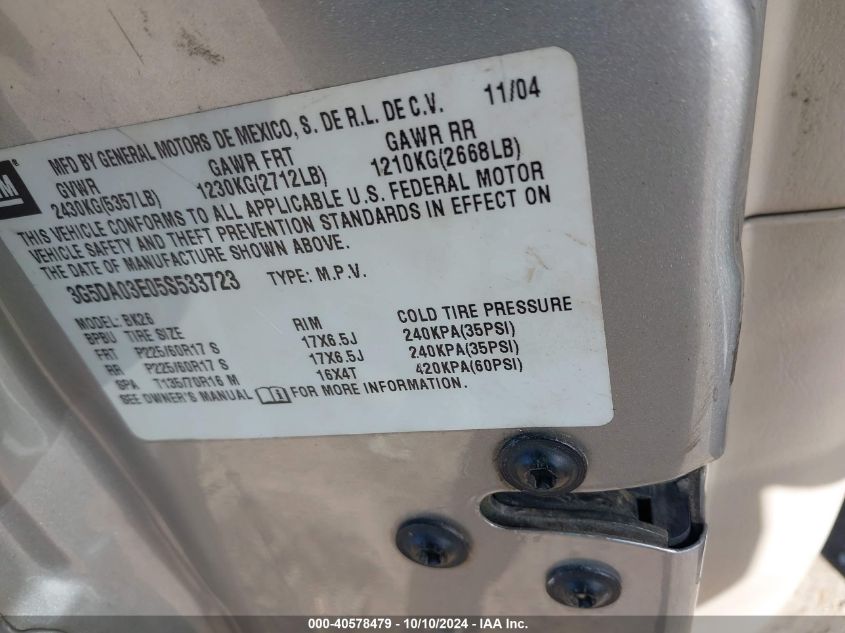 11/04
MFD BY GENERAL MOTORS DE MEXICO, S. DE R.L. DE C.V.
GVWR GAWR FRT GAWR RR
2430KG(5357LB) 1230KG(2712LB) 1210KG(2668LB)
THIS VEHICLE CONFORMS TO ALL APPLICABLE U.S. FEDERAL MOTOR
VEHICLE SAFETY AND THEFT PREVENTION STANDARDS IN EFFECT ON
THE DATE OF MANUFACTURE SHOWN ABOVE.
3G5DA03E05S533723 TYPE: M.P.V.
MODEL: BK26
BPBU TIRE SIZE RIM COLD TIRE PRESSURE
FRT P225/60R17 S 17X6.5J 240KPA(35PSI)
RR P225/60R17 S 17X6.5J 240KPA(35PSI)
SPA T135/70R16 M 16X4T 420KPA(60PSI)
SEE OWNER'S MANUAL FOR MORE INFORMATION.
000-40578479 - 10/10/2024 - IAA Inc.